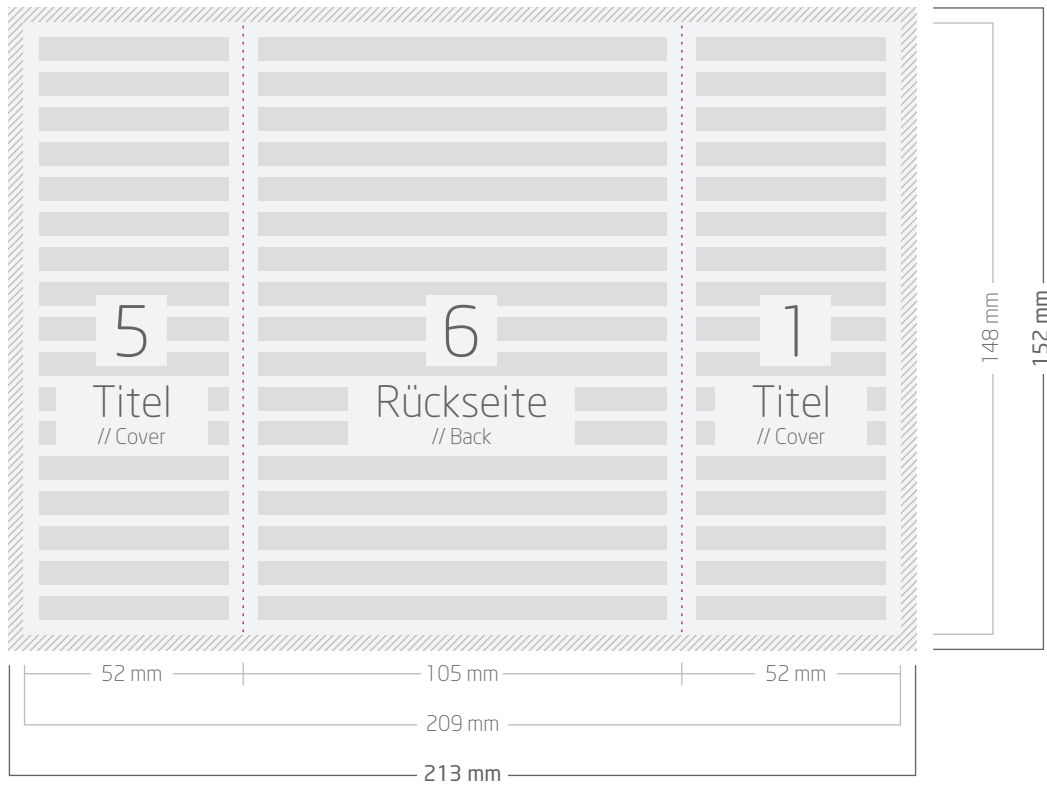 5
Titel
// Cover
6
Rückseite
// Back
1
Titel
// Cover
148 mm
152 mm
52 mm
105 mm
52 mm
209 mm
213 mm